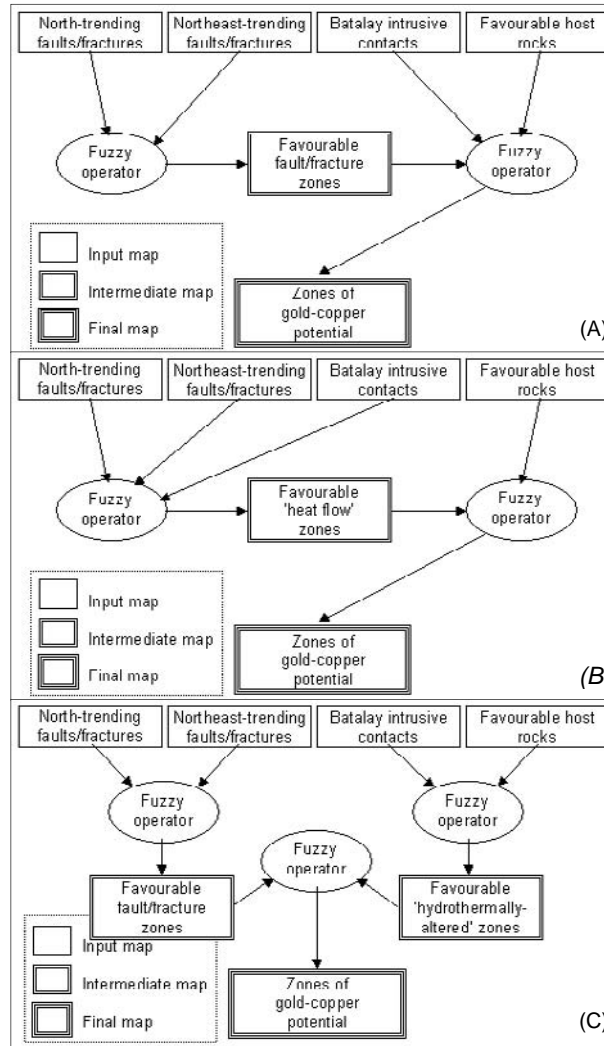 North-trending
faults/fractures
Northeast-trending
faults/fractures
Batalay intrusive
contacts
Favourable host
rocks
Fuzzy
operator
Favourable
fault/fracture
zones
Fuzzy
operator
Input map
Intermediate map
Final map
Zones of
gold-copper
potential
(A)
North-trending
faults/fractures
Northeast-trending
faults/fractures
Batalay intrusive
contacts
Favourable host
rocks
Fuzzy
operator
Favourable
'heat flow'
zones
Fuzzy
operator
Input map
Intermediate map
Final map
Zones of
gold-copper
potential
(B
North-trending
faults/fractures
Northeast-trending
faults/fractures
Batalay intrusive
contacts
Favourable host
rocks
Fuzzy
operator
Fuzzy
operator
Fuzzy
operator
Favourable
fault/fracture
zones
Favourable
'hydrothermally-
altered' zones
Input map
Intermediate map
Final map
Zones of
gold-copper
potential
(C)